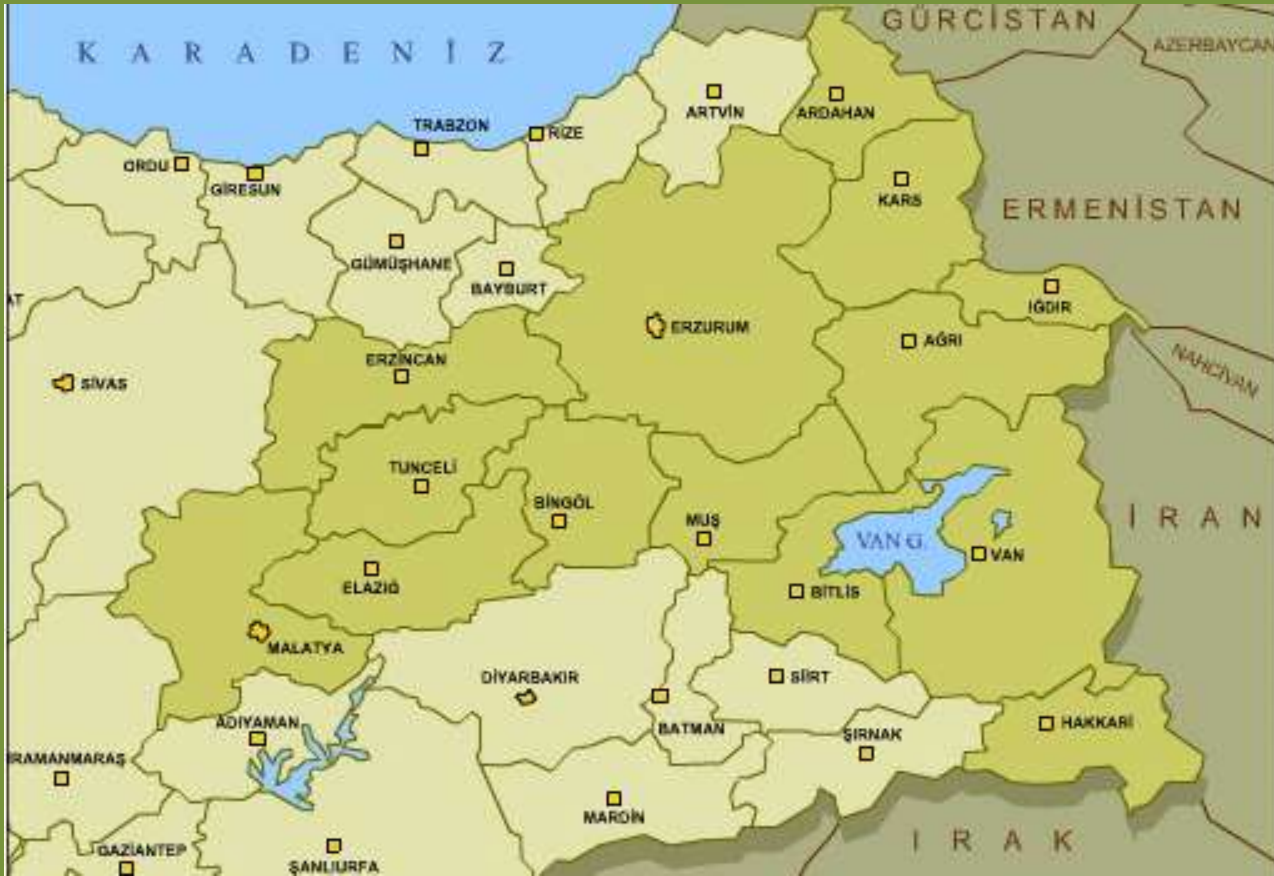 GÜRCİSTAN
KARADENİZ
AZERBAYCAN
ARTVİN
ARDAHAN
TRABZON
RİZE
ORDU
GİRESUN
KARS
ERMENİSTAN
GÜMÜŞHANE
BAYBURT
AT
IĞDIR
ERZURUM
AĞRI
ERZİNCAN
NAHCIVAN
SİVAS
TUNCELİ
BİNGÖL
MUŞ
İRAN
VAN G.
VAN
ELAZIĞ
BİTLİS
MALATYA
DİYARBAKIR
SİİRT
ADIYAMAN
BATMAN
ŞIRNAK
HAKKARİ
RAMANMARAŞ
MARDİN
IRAK
GAZİANTEP
ŞANLIURFA